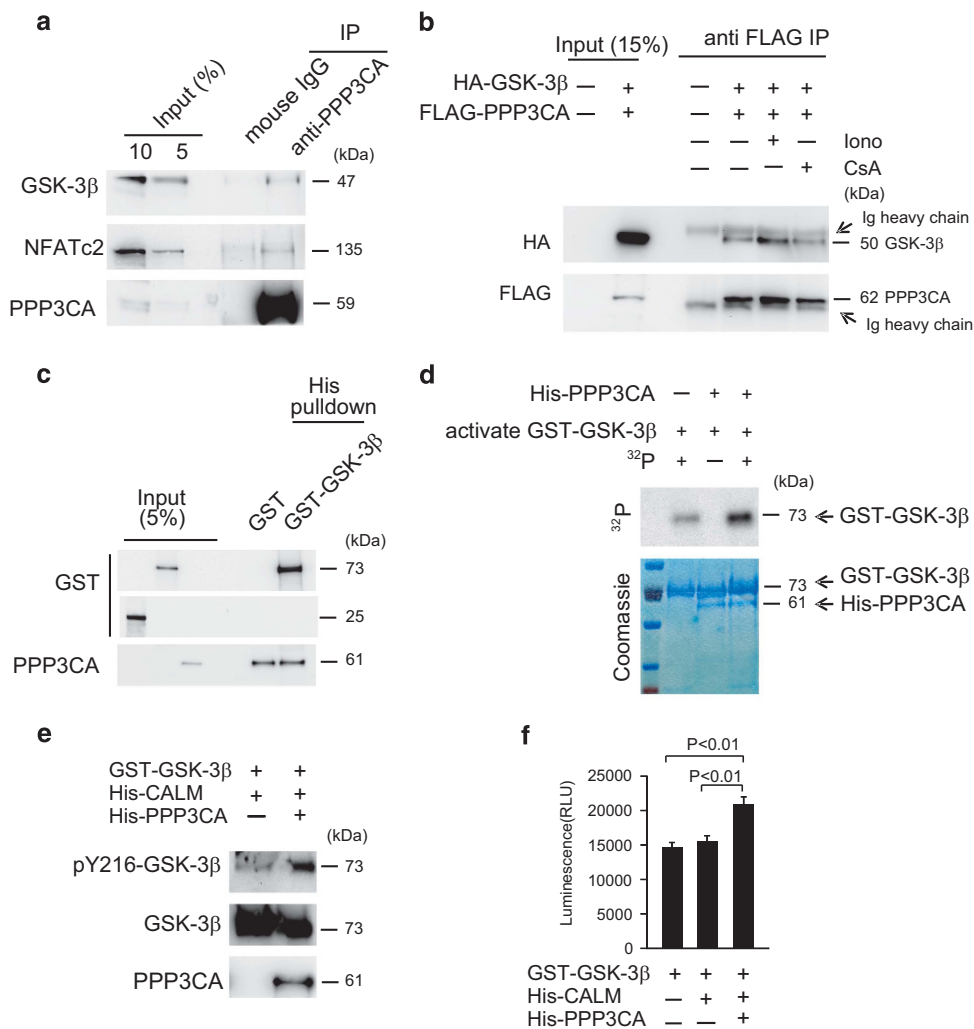 a
IP
Input (%)
mouse IgG
anti-PPP3CA
10 5
(kDa)
GSK-3β
47
NFATc2
135
PPP3CA
59
b
Input (15%)
anti FLAG IP
HA-GSK-3β — + — + + +
FLAG-PPP3CA — + — + + +
— — + — Iono
— — — + CsA
(kDa)
HA
Ig heavy chain
50 GSK-3β
FLAG
62 PPP3CA
Ig heavy chain
c
His
pulldown
Input
(5%)
GST
GST-GSK-3β
(kDa)
GST
73
25
PPP3CA
61
d
His-PPP3CA — + +
activate GST-GSK-3β + + +
32P + — +
(kDa)
32P
73 GST-GSK-3β
Coomassie
73 GST-GSK-3β
61 His-PPP3CA
e
GST-GSK-3β + +
His-CALM + +
His-PPP3CA — +
(kDa)
pY216-GSK-3β
73
GSK-3β
73
PPP3CA
61
f
P<0.01
P<0.01
Luminescence(RLU)
25000
20000
15000
10000
5000
0
GST-GSK-3β + + +
His-CALM — + +
His-PPP3CA — — +